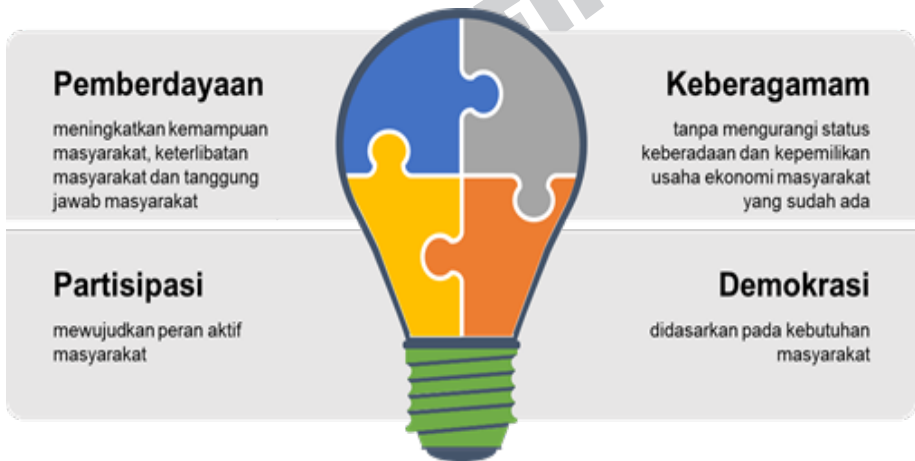 Pemberdayaan
meningkatkan kemampuan
masyarakat, keterlibatan
masyarakat dan tanggung
jawab masyarakat
Keberagamam
tanpa mengurangi status
keberadaan dan kepemilikan
usaha ekonomi masyarakat
yang sudah ada
Partisipasi
mewujudkan peran aktif
masyarakat
Demokrasi
didasarkan pada kebutuhan
masyarakat